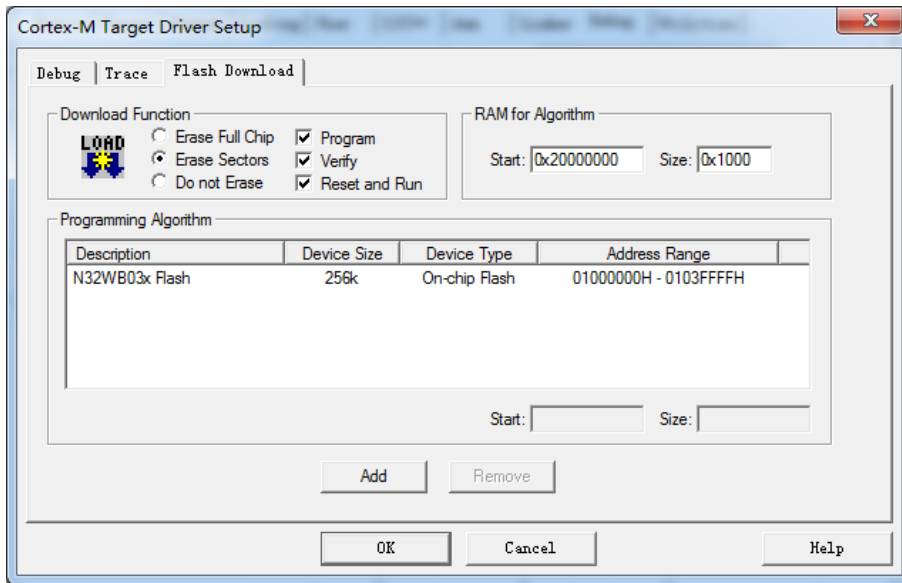 Cortex-M Target Driver Setup
Debug Trace Flash Download
Download Function
LOAD
Erase Full Chip
Erase Sectors
Do not Erase
Program
Verify
Reset and Run
RAM for Algorithm
Start: 0x20000000 Size: 0x1000
Programming Algorithm
Description Device Size Device Type Address Range
N32WB03x Flash 256k On-chip Flash 01000000H - 0103FFFFH
Start: Size:
Add Remove
OK Cancel Help